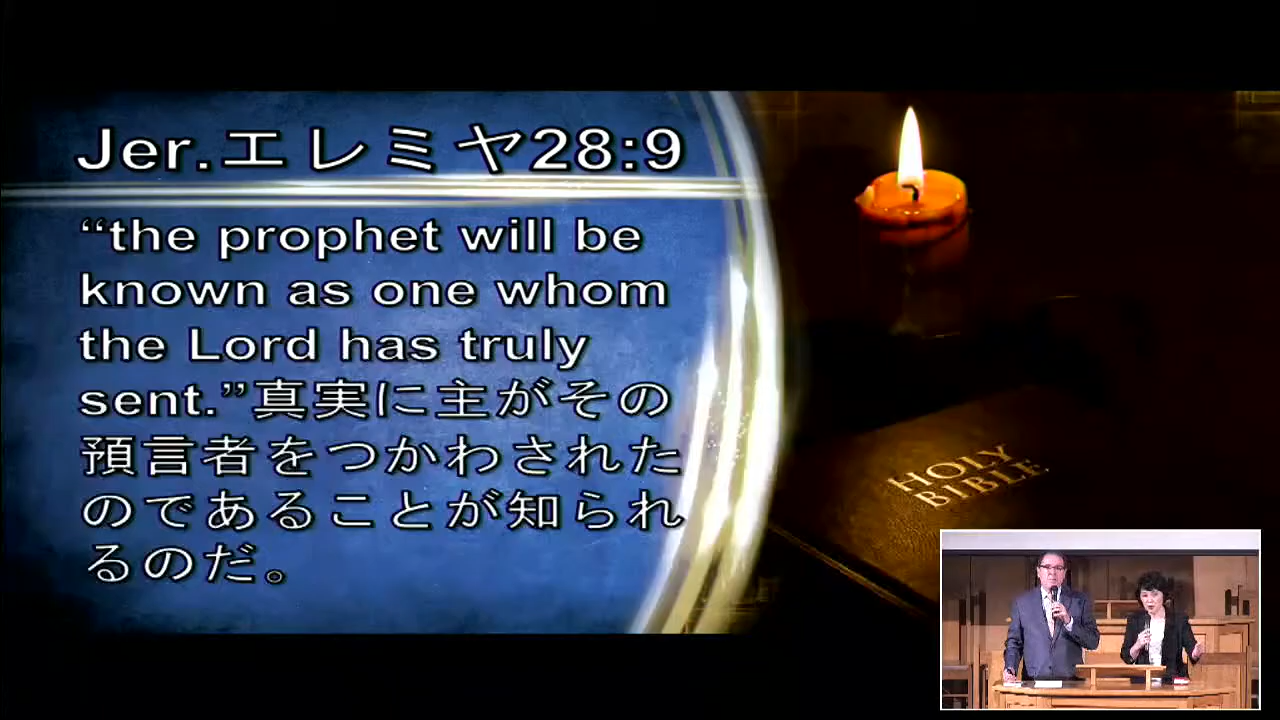 Jer.エレミヤ28:9
“the prophet will be
known as one whom
the Lord has truly
sent.”真実に主がその
預言者をつかわされた
のであることが知られ
るのだ。
HOLY
BIBLE